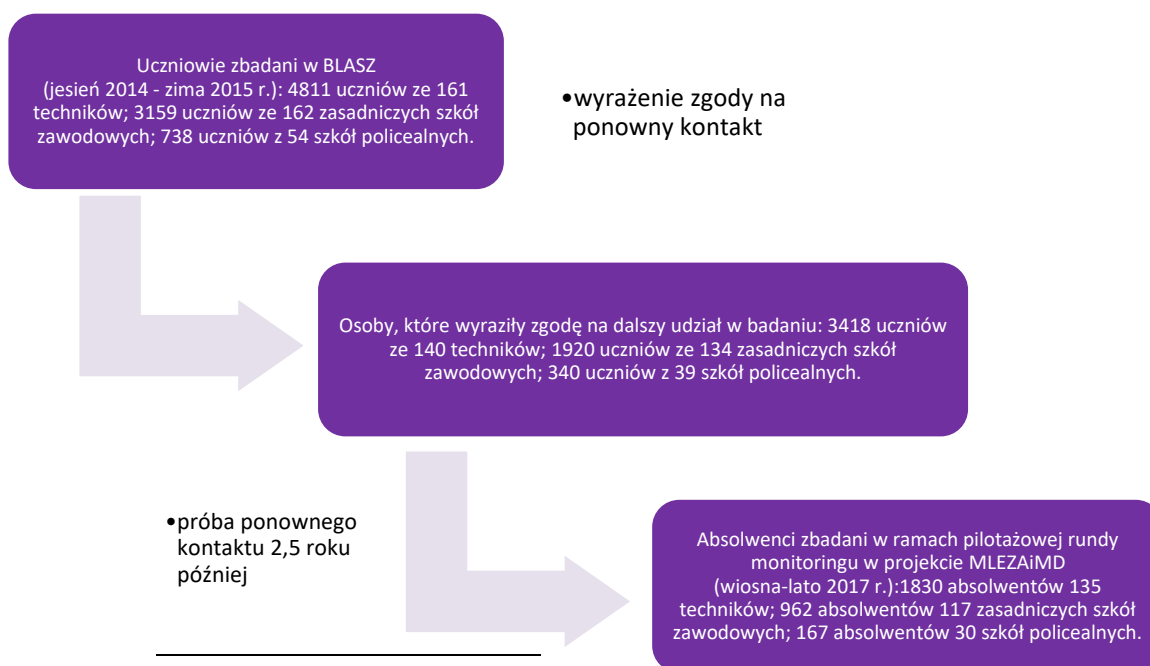 Uczniowie zbadani w BLASZ
(jesień 2014 - zima 2015 r.): 4811 uczniów ze 161
techników; 3159 uczniów ze 162 zasadniczych szkół
zawodowych; 738 uczniów z 54 szkół policealnych.
•wyrażenie zgody na
ponowny kontakt
Osoby, które wyraziły zgodę na dalszy udział w badaniu: 3418 uczniów
ze 140 techników; 1920 uczniów ze 134 zasadniczych szkół
zawodowych; 340 uczniów z 39 szkół policealnych.
•próba ponownego
kontaktu 2,5 roku
później
Absolwenci zbadani w ramach pilotażowej rundy
monitoringu w projekcie MLEZAiMD
(wiosna-lato 2017 r.):1830 absolwentów 135
techników; 962 absolwentów 117 zasadniczych szkół
zawodowych; 167 absolwentów 30 szkół policealnych.